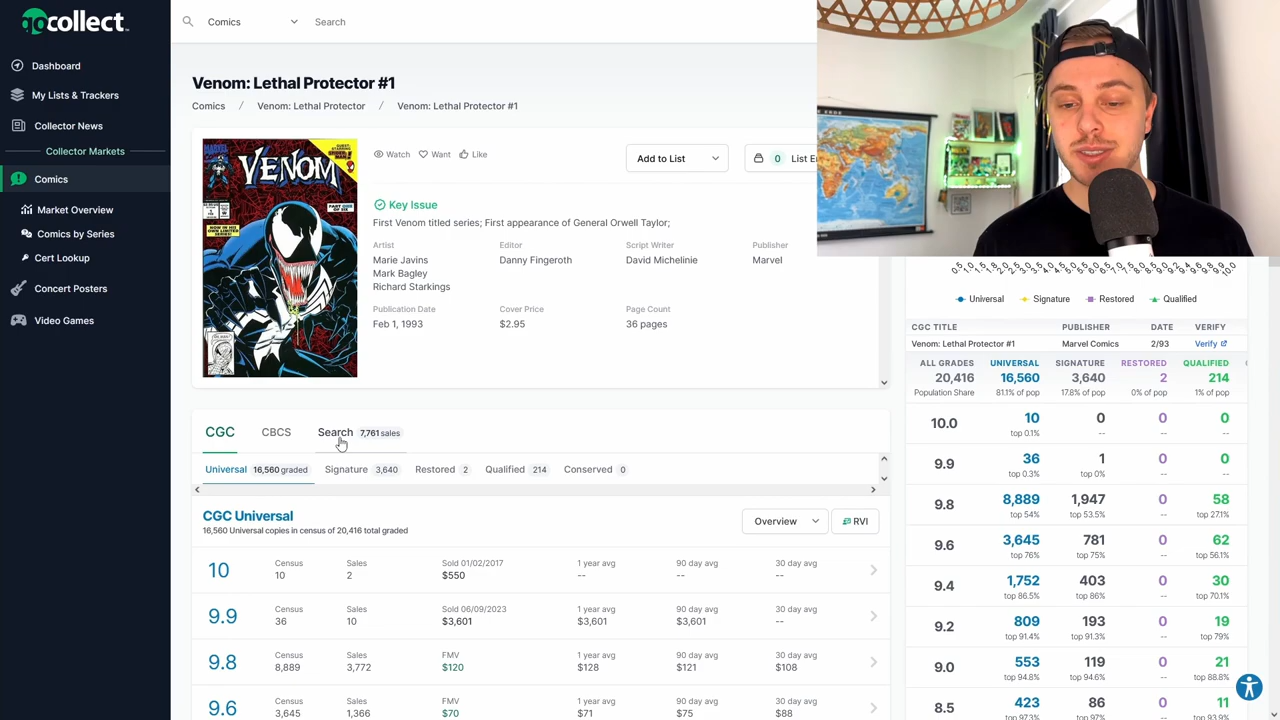 gocollect
Comics
Search
Dashboard
My Lists & Trackers
Collector News
Collector Markets
Comics
Market Overview
Comics by Series
Cert Lookup
Concert Posters
Video Games
Venom: Lethal Protector #1
Comics / Venom: Lethal Protector / Venom: Lethal Protector #1
VENOM
Watch Want Like
Add to List
0 List
Key Issue
First Venom titled series; First appearance of General Orwell Taylor;
Artist Editor Script Writer Publisher
Marie Javins Danny Fingeroth David Michelinie Marvel
Mark Bagley
Richard Starkings
Publication Date Cover Price Page Count
Feb 1, 1993 $2.95 36 pages
CGC CBCS Search 7,761 sales
Universal 16,560 graded Signature 3,640 Restored 2 Qualified 214 Conserved 0
CGC Universal
16,560 Universal copies in census of 20,416 total graded
Overview RVI
10 Census Sales Sold 01/02/2017 1 year avg 90 day avg 30 day avg
10 2 $550 -- -- --
9.9 Census Sales Sold 06/09/2023 1 year avg 90 day avg 30 day avg
36 10 $3,601 $3,601 $3,601 --
9.8 Census Sales FMV 1 year avg 90 day avg 30 day avg
8,889 3,772 $120 $128 $121 $108
9.6 Census Sales FMV 1 year avg 90 day avg 30 day avg
3,645 1,366 $70 $71 $75 $88
Universal Signature Restored Qualified
CGC TITLE PUBLISHER DATE VERIFY
Venom: Lethal Protector #1 Marvel Comics 2/93 Verify
ALL GRADES UNIVERSAL SIGNATURE RESTORED QUALIFIED
20,416 16,560 3,640 2 214
Population Share 81.1% of pop 17.8% of pop 0% of pop 1% of pop
10.0 10 0 0 0
top 0.1% -- -- --
9.9 36 1 0 0
top 0.3% top 0% -- --
9.8 8,889 1,947 0 58
top 54% top 53.5% -- top 27.1%
9.6 3,645 781 0 62
top 76% top 75% -- top 56.1%
9.4 1,752 403 0 30
top 86.5% top 86% -- top 70.1%
9.2 809 193 0 19
top 91.4% top 91.3% -- top 79%
9.0 553 119 0 21
top 94.8% top 94.6% -- top 88.8%
8.5 423 86 0 11
top 97.3% top 97% -- top 93.9%